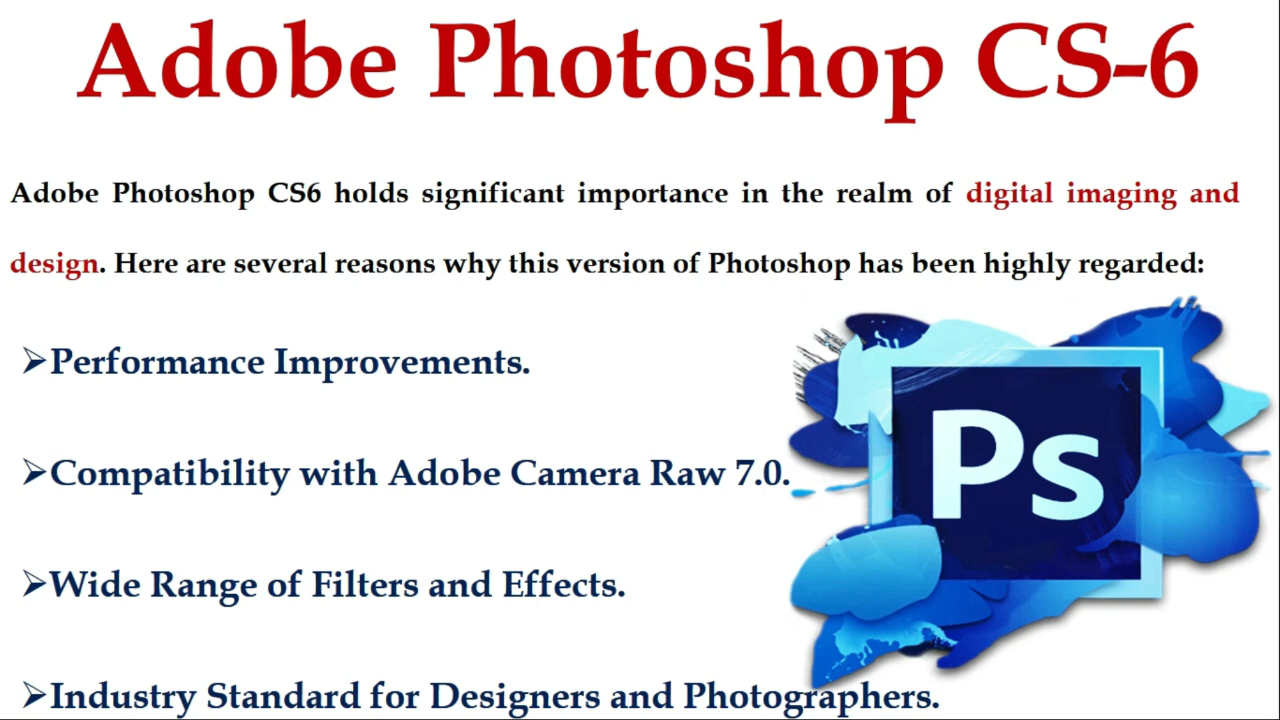 Adobe Photoshop CS-6
Adobe Photoshop CS6 holds significant importance in the realm of digital imaging and
design. Here are several reasons why this version of Photoshop has been highly regarded:
➢Performance Improvements.
➢Compatibility with Adobe Camera Raw 7.0.
Ps
➢Wide Range of Filters and Effects.
➢Industry Standard for Designers and Photographers.